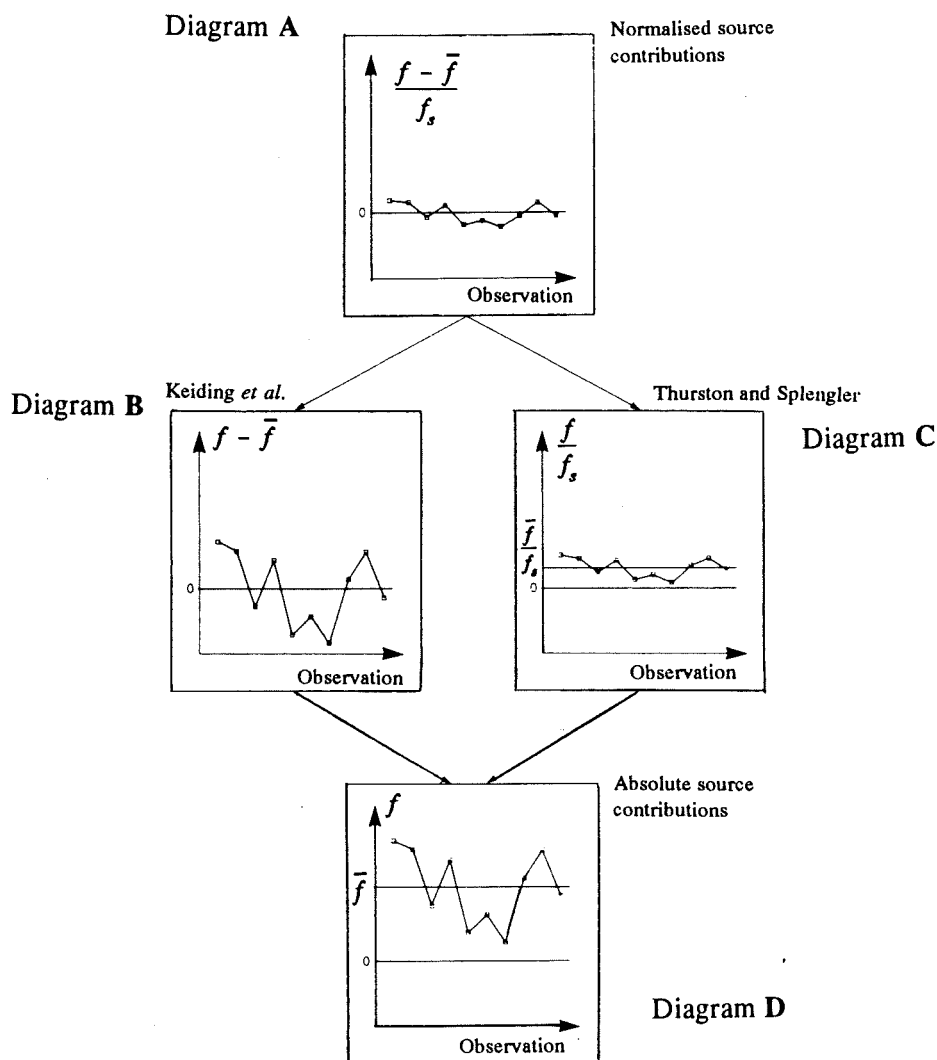 Diagram A
Normalised source
contributions
f - f̄
f_s
0
Observation
Keiding et al.
Diagram B
f - f̄
0
Observation
Thurston and Splengler
Diagram C
f
f_s
f̄
f_s
0
Observation
Absolute source
contributions
f
f̄
0
Observation
Diagram D